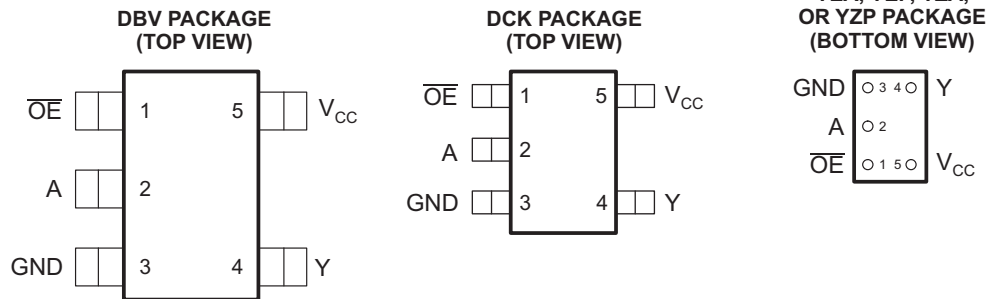 DBV PACKAGE
(TOP VIEW)
OE
1
5
VCC
A
2
GND
3
4
Y
DCK PACKAGE
(TOP VIEW)
OE
1
5
VCC
A
2
GND
3
4
Y
OR YZP PACKAGE
(BOTTOM VIEW)
GND
3 4
Y
A
2
OE
1 5
VCC